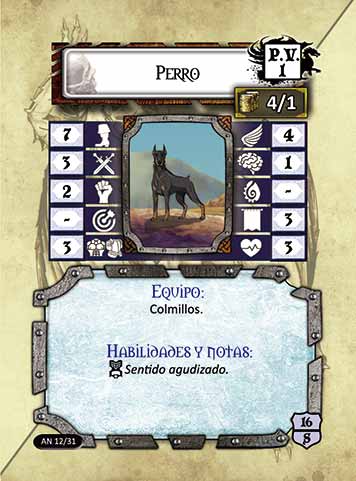 Perro
P.V.
1
4/1
7
4
3
1
2
-
-
3
3
3
Equipo:
Colmillos.
Habilidades y notas:
Sentido agudizado.
AN 12/31
16
S